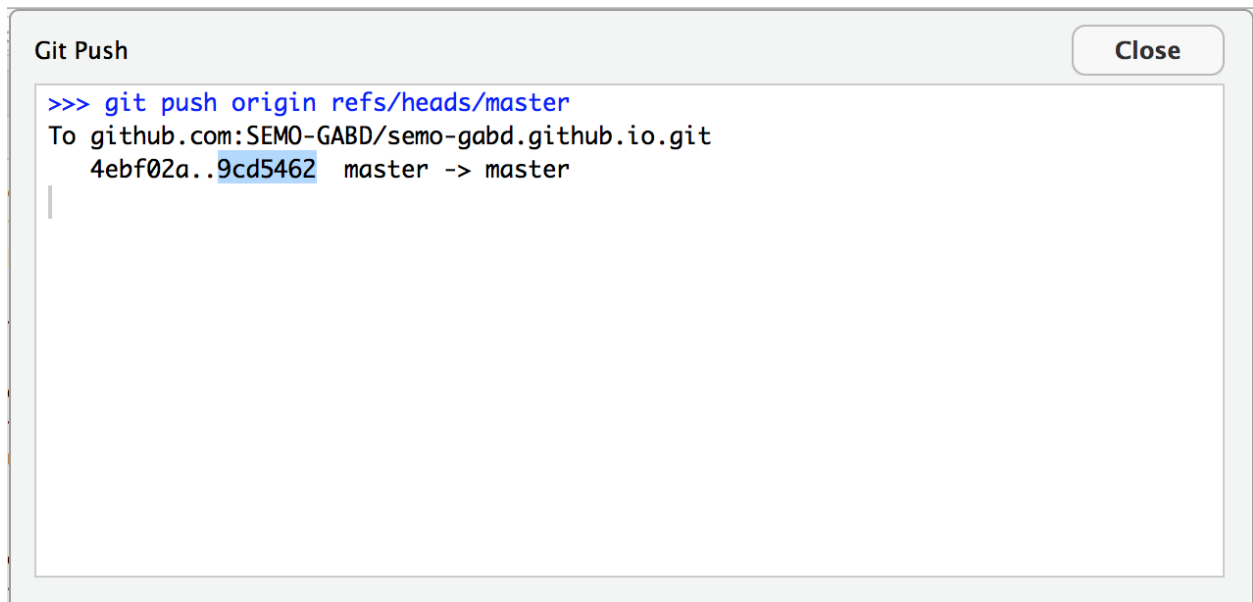 Git Push
Close
>>> git push origin refs/heads/master
To github.com:SEMO-GABD/semo-gabd.github.io.git
4ebf02a..9cd5462  master -> master